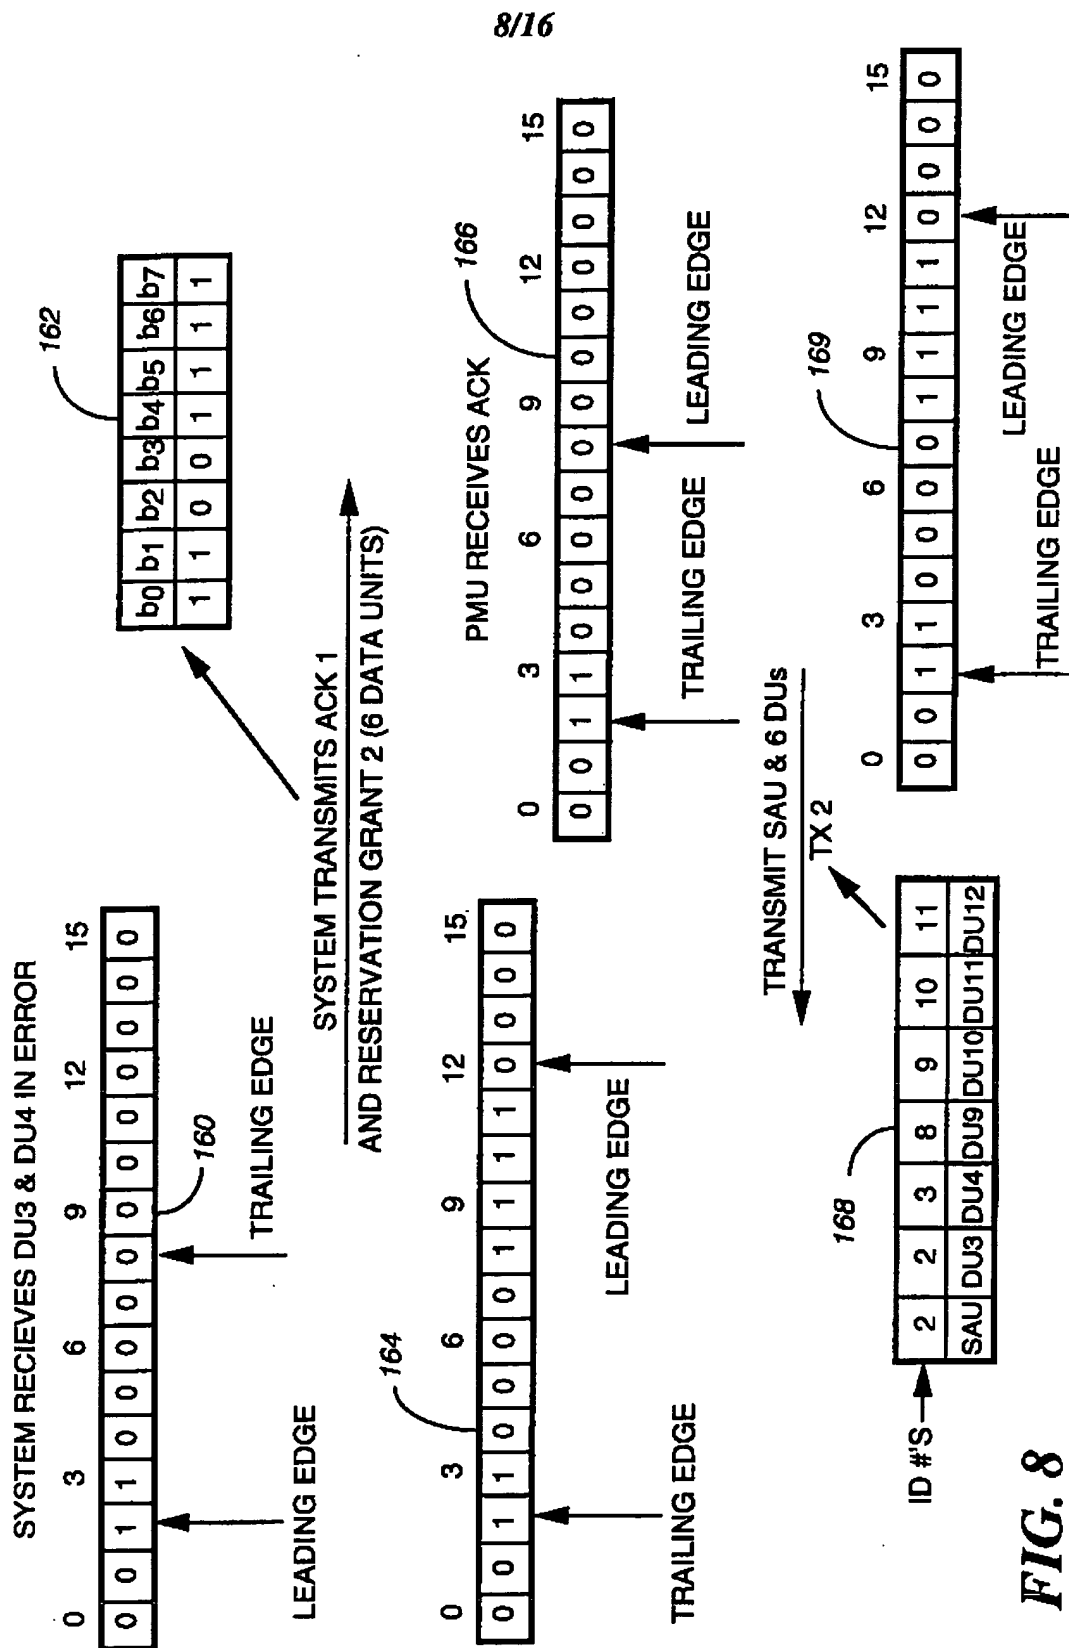 8/16
SYSTEM RECIEVES DU3 & DU4 IN ERROR
0 3 6 9 12 15
0 0 1 1 0 0 0 0 0 0 0 0 0 0 0 0
160
LEADING EDGE
TRAILING EDGE
162
b0 b1 b2 b3 b4 b5 b6 b7
1 1 0 0 1 1 1 1
SYSTEM TRANSMITS ACK 1
AND RESERVATION GRANT 2 (6 DATA UNITS)
164
0 3 6 9 12 15
0 0 1 1 0 0 0 0 1 1 1 1 0 0 0 0
TRAILING EDGE
LEADING EDGE
PMU RECEIVES ACK
166
0 3 6 9 12 15
0 0 1 1 0 0 0 0 0 0 0 0 0 0 0 0
TRAILING EDGE
LEADING EDGE
TRANSMIT SAU & 6 DUs
TX 2
168
ID #'S
2 2 3 8 9 10 11
SAU DU3 DU4 DU9 DU10 DU11 DU12
169
0 3 6 9 12 15
0 0 1 1 0 0 0 0 1 1 1 1 0 0 0 0
TRAILING EDGE
LEADING EDGE
FIG. 8